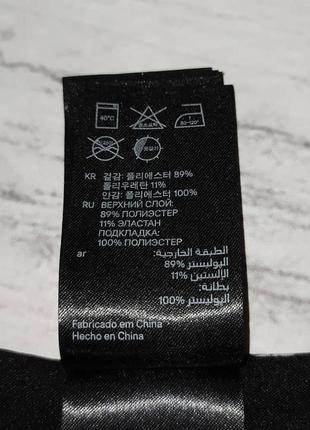 40°C
80~120°
KR 겉감: 폴리에스터 89%
폴리우레탄 11%
안감: 폴리에스터 100%
RU ВЕРХНИЙ СЛОЙ:
89% ПОЛИЭСТЕР
11% ЭЛАСТАН
ПОДКЛАДКА:
100% ПОЛИЭСТЕР
ar الطبقة الخارجية:
البوليستر 89%
الإلستين 11%
بطانة:
البوليستر 100%
Fabricado em China
Hecho en China